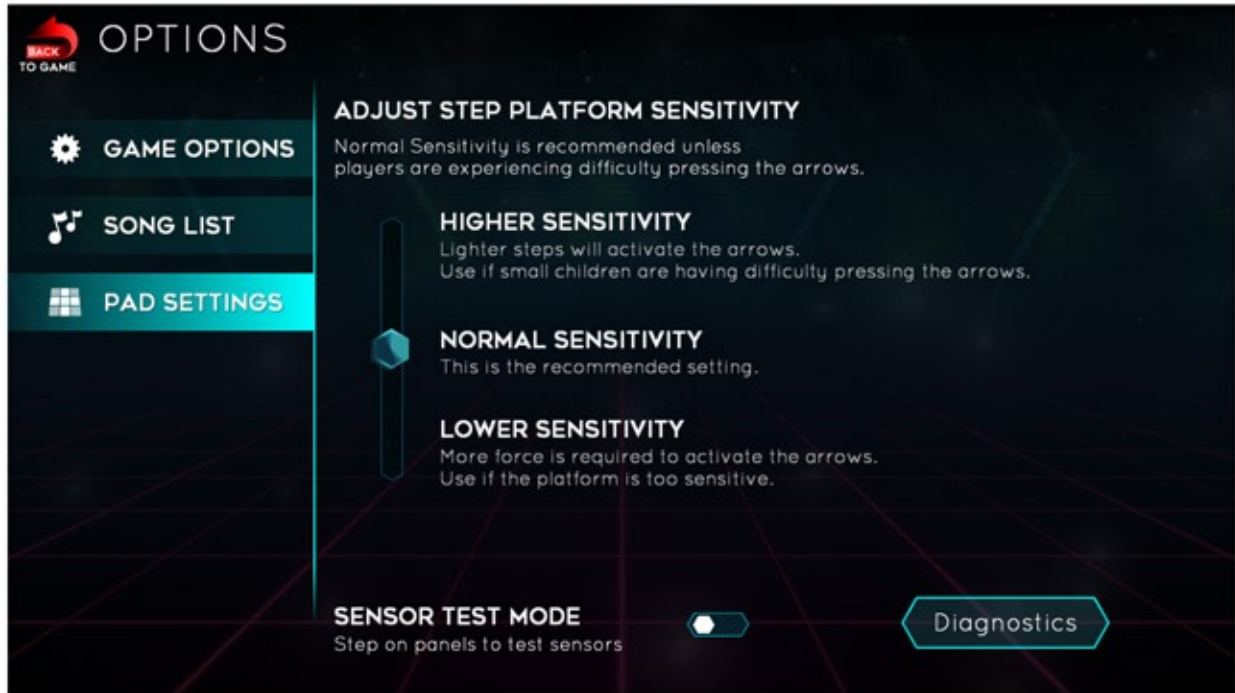 BACK
TO GAME
OPTIONS
GAME OPTIONS
SONG LIST
PAD SETTINGS
ADJUST STEP PLATFORM SENSITIVITY
Normal Sensitivity is recommended unless
players are experiencing difficulty pressing the arrows.
HIGHER SENSITIVITY
Lighter steps will activate the arrows.
Use if small children are having difficulty pressing the arrows.
NORMAL SENSITIVITY
This is the recommended setting.
LOWER SENSITIVITY
More force is required to activate the arrows.
Use if the platform is too sensitive.
SENSOR TEST MODE
Step on panels to test sensors
Diagnostics